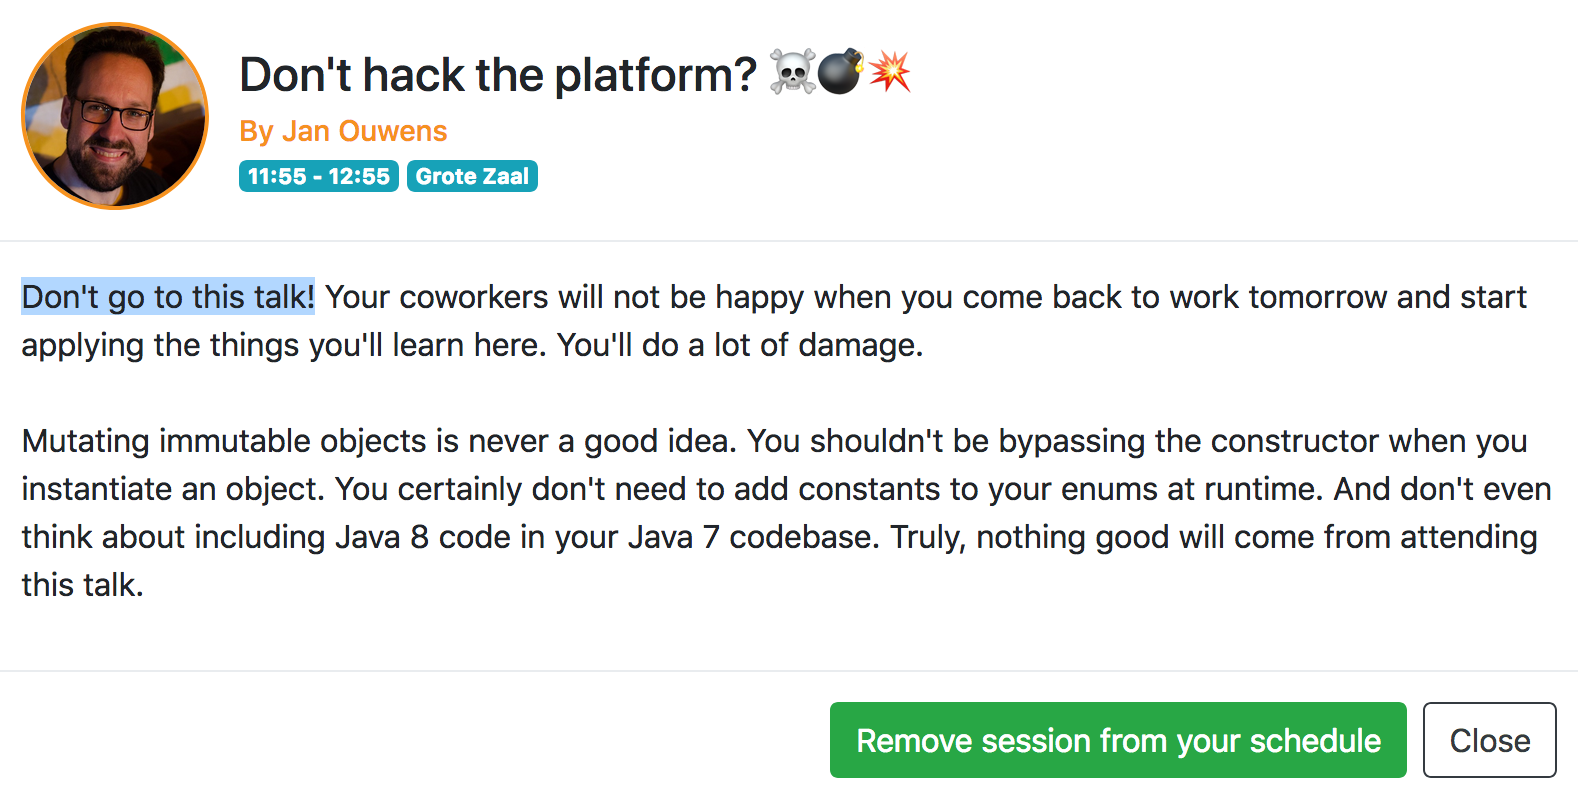 Don't hack the platform? ☠️💣💥
By Jan Ouwens
11:55 - 12:55 Grote Zaal
Don't go to this talk! Your coworkers will not be happy when you come back to work tomorrow and start
applying the things you'll learn here. You'll do a lot of damage.
Mutating immutable objects is never a good idea. You shouldn't be bypassing the constructor when you
instantiate an object. You certainly don't need to add constants to your enums at runtime. And don't even
think about including Java 8 code in your Java 7 codebase. Truly, nothing good will come from attending
this talk.
Remove session from your schedule Close